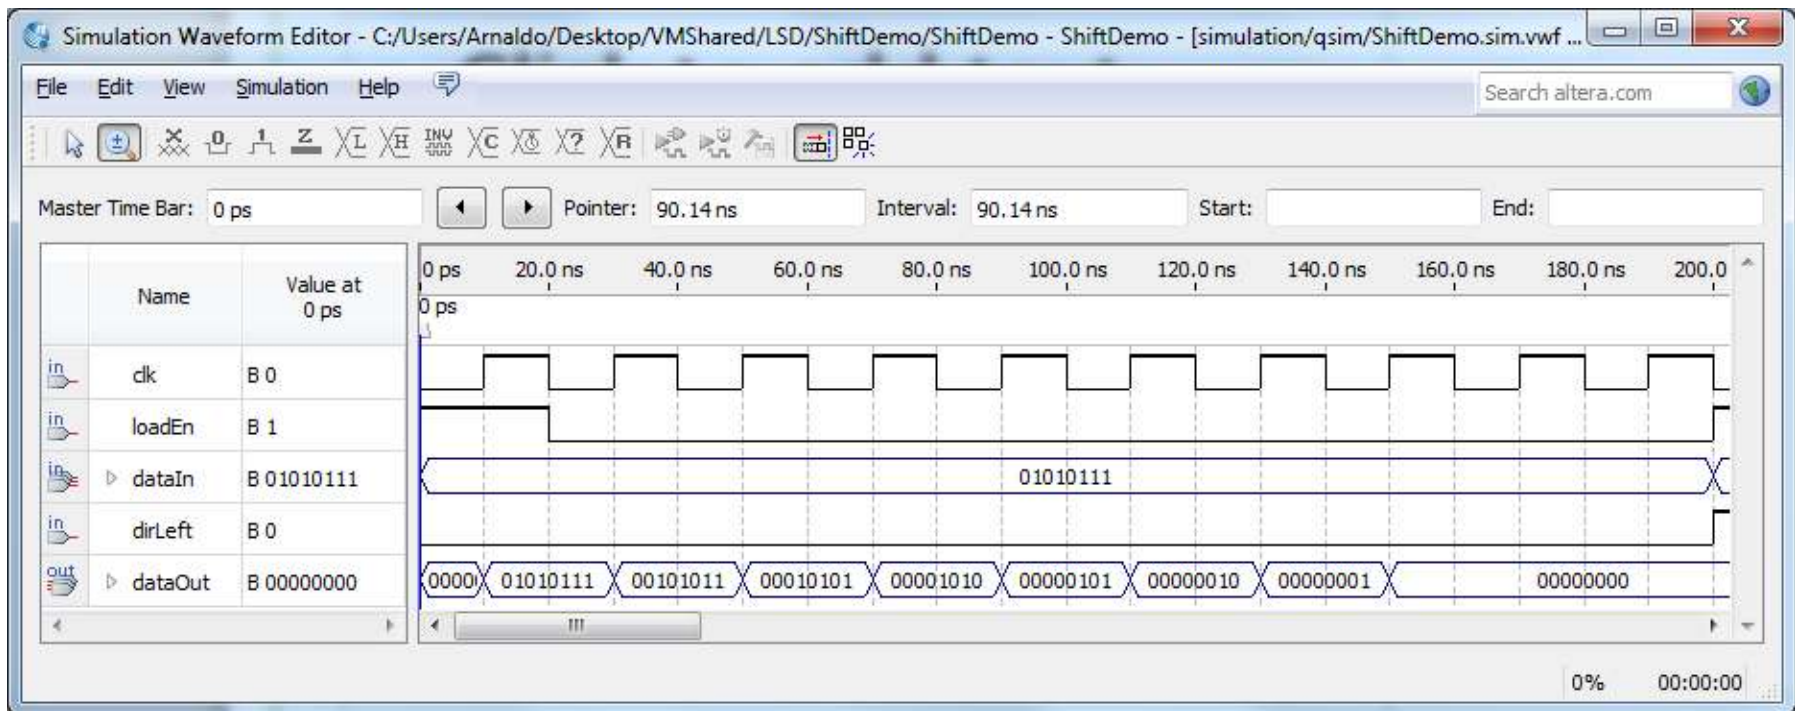 Simulation Waveform Editor - C:/Users/Arnaldo/Desktop/VMShared/LSD/ShiftDemo/ShiftDemo - ShiftDemo - [simulation/qsim/ShiftDemo.sim.vwf ...
File Edit View Simulation Help
Search altera.com
Master Time Bar: 0 ps Pointer: 90.14 ns Interval: 90.14 ns Start: End:
Name Value at 0 ps
0 ps 20.0 ns 40.0 ns 60.0 ns 80.0 ns 100.0 ns 120.0 ns 140.0 ns 160.0 ns 180.0 ns 200.0
0 ps
in clk B 0
in loadEn B 1
in dataIn B 01010111 01010111
in dirLeft B 0
out dataOut B 00000000 0000 01010111 00101011 00010101 00001010 00000101 00000010 00000001 00000000
0% 00:00:00